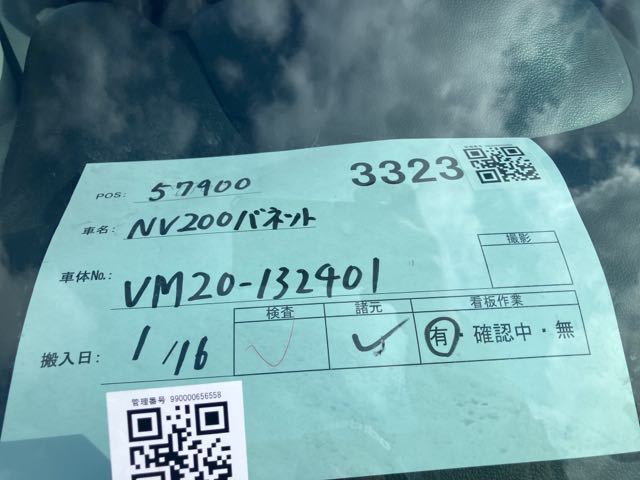 3323
POS: 57900
車名: NV200バネット
撮影
車体No.: VM20-132401
検査 諸元 看板作業
搬入日: 1/16 有・確認中・無
管理番号 990000656558